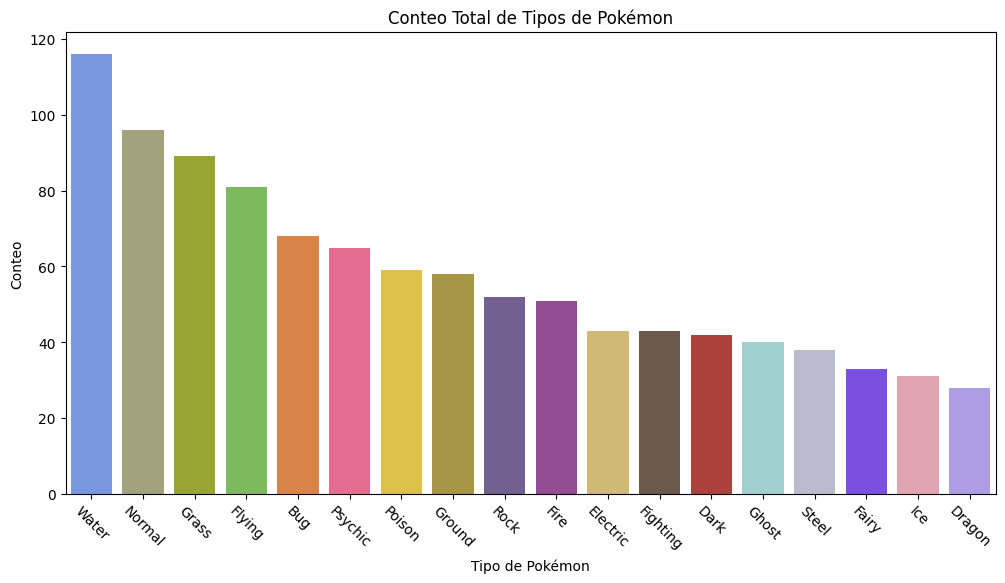 Conteo Total de Tipos de Pokémon
Conteo
120
100
80
60
40
20
0
Water
Normal
Grass
Flying
Bug
Psychic
Poison
Ground
Rock
Fire
Electric
Fighting
Dark
Ghost
Steel
Fairy
Ice
Dragon
Tipo de Pokémon